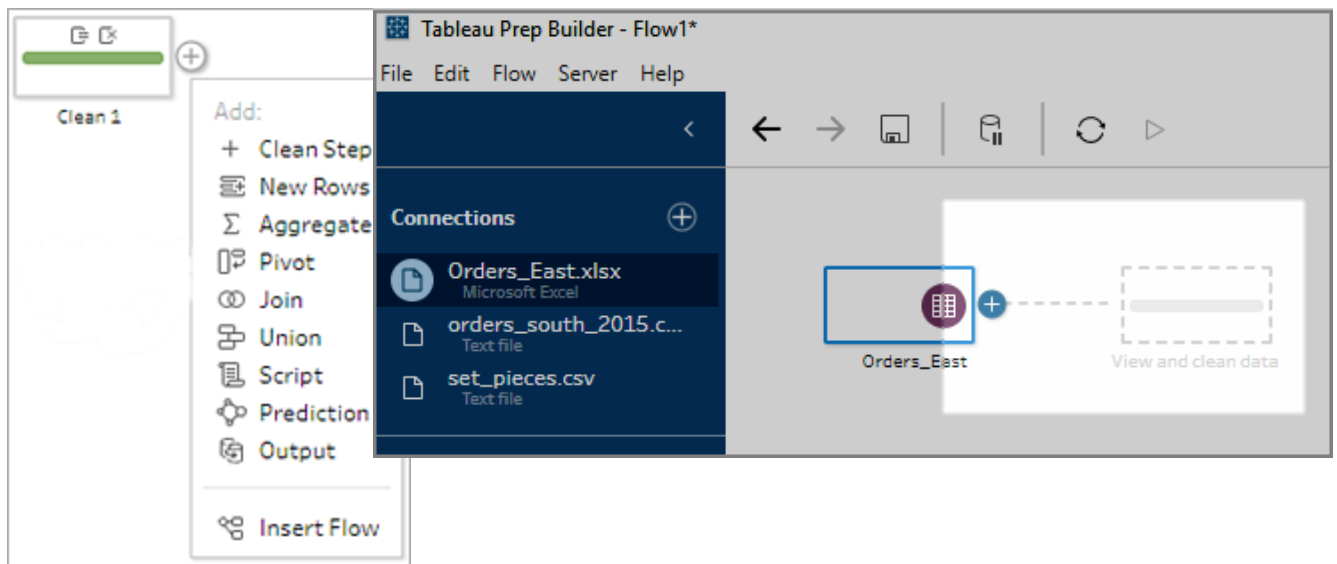 Clean 1
Add:
Clean Step
New Rows
Aggregate
Pivot
Join
Union
Script
Prediction
Output
Insert Flow
Tableau Prep Builder - Flow1*
File Edit Flow Server Help
Connections
Orders_East.xlsx
Microsoft Excel
orders_south_2015.c...
Text file
set_pieces.csv
Text file
Orders_East
View and clean data